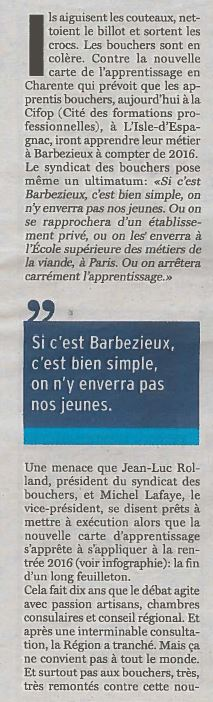 Ils aiguisent les couteaux, net-
toient le billot et sortent les
crocs. Les bouchers sont en
colère. Contre la nouvelle
carte de l'apprentissage en
Charente qui prévoit que les ap-
prentis bouchers, aujourd'hui à la
Cifop (Cité des formations pro-
fessionnelles), à L'Isle-d'Espa-
gnac, iront apprendre leur métier
à Barbezieux à compter de 2016.
Le syndicat des bouchers pose
même un ultimatum: «Si c'est
Barbezieux, c'est bien simple, on
n'y enverra pas nos jeunes. Ou on
se rapprochera d'un établisse-
ment privé, ou on les enverra à
l'École supérieure des métiers de
la viande, à Paris. Ou on arrêtera
carrément l'apprentissage.»
”
Si c'est Barbezieux,
c'est bien simple,
on n'y enverra pas
nos jeunes.
Une menace que Jean-Luc Rol-
land, président du syndicat des
bouchers, et Michel Lafaye, le
vice-président, se disent prêts à
mettre à exécution alors que la
nouvelle carte d'apprentissage
s'apprête à s'appliquer à la ren-
trée 2016 (voir infographie): la fin
d'un long feuilleton.
Cela fait dix ans que le débat agite
avec passion artisans, chambres
consulaires et conseil régional. Et
après une interminable consulta-
tion, la Région a tranché. Mais ça
ne convient pas à tout le monde.
Et surtout pas aux bouchers, très,
très remontés contre cette nou-